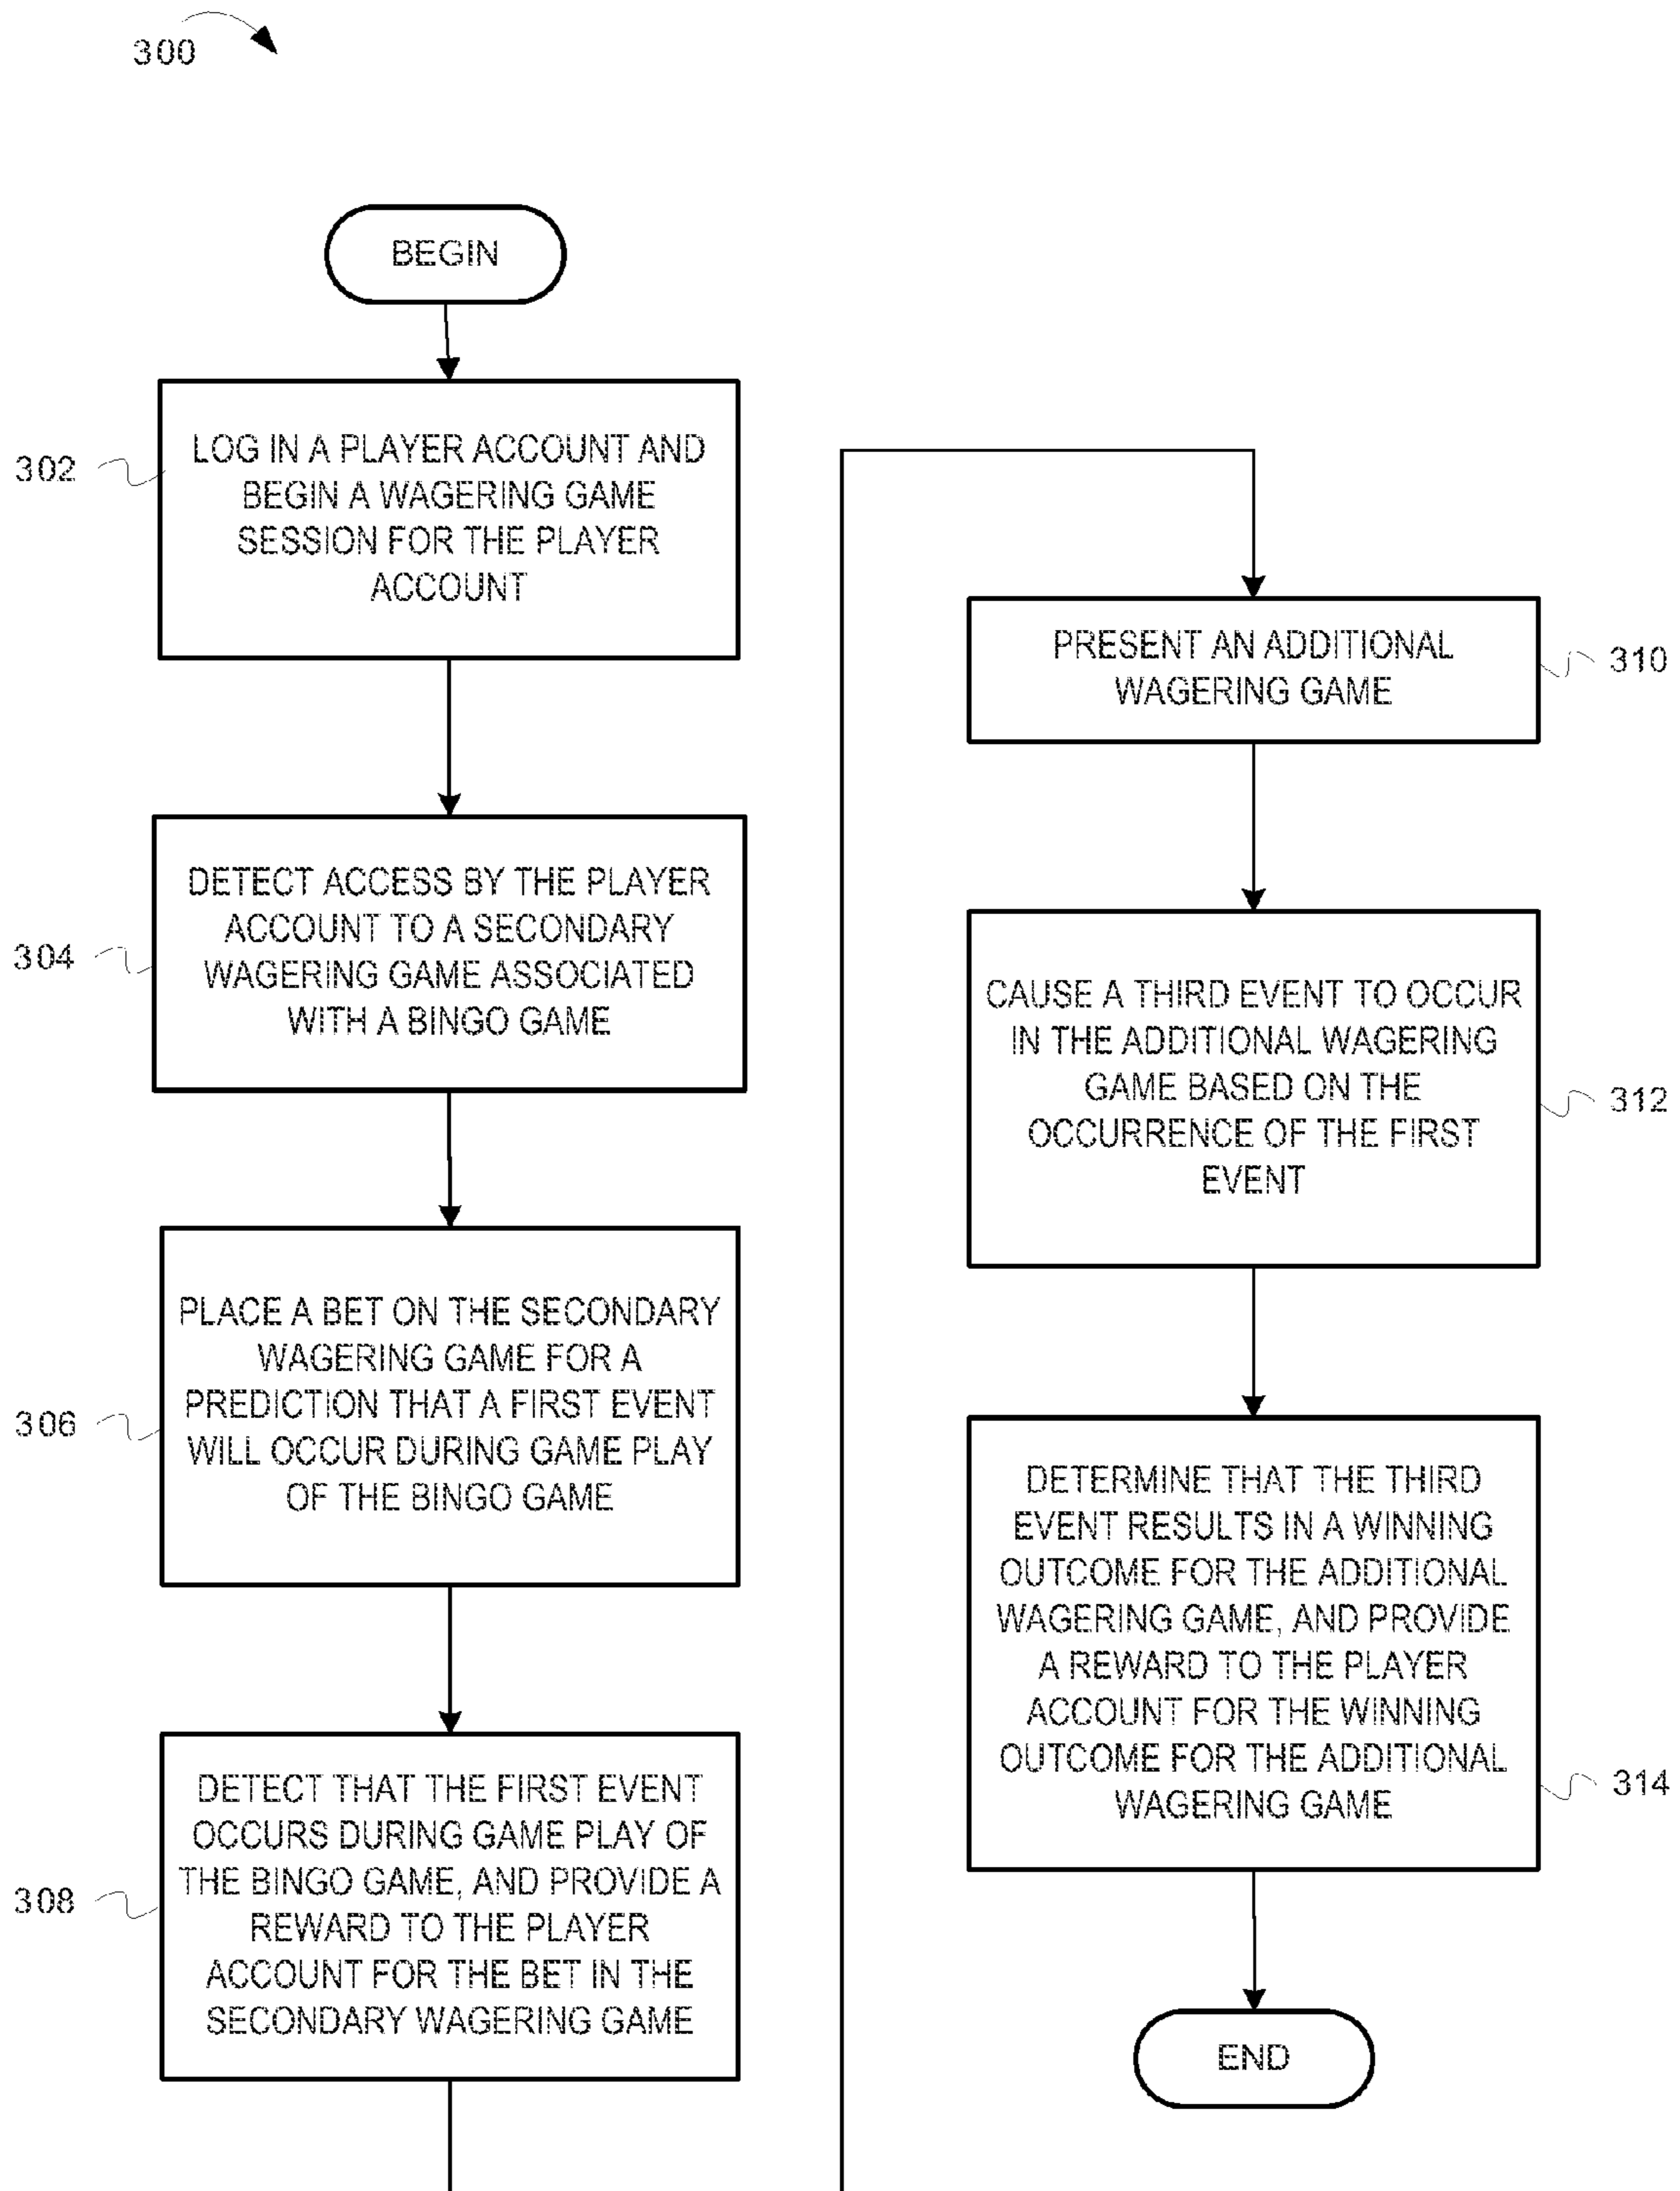 300
BEGIN
302
LOG IN A PLAYER ACCOUNT AND
BEGIN A WAGERING GAME
SESSION FOR THE PLAYER
ACCOUNT
304
DETECT ACCESS BY THE PLAYER
ACCOUNT TO A SECONDARY
WAGERING GAME ASSOCIATED
WITH A BINGO GAME
306
PLACE A BET ON THE SECONDARY
WAGERING GAME FOR A
PREDICTION THAT A FIRST EVENT
WILL OCCUR DURING GAME PLAY
OF THE BINGO GAME
308
DETECT THAT THE FIRST EVENT
OCCURS DURING GAME PLAY OF
THE BINGO GAME, AND PROVIDE A
REWARD TO THE PLAYER
ACCOUNT FOR THE BET IN THE
SECONDARY WAGERING GAME
PRESENT AN ADDITIONAL
WAGERING GAME
310
CAUSE A THIRD EVENT TO OCCUR
IN THE ADDITIONAL WAGERING
GAME BASED ON THE
OCCURRENCE OF THE FIRST
EVENT
312
DETERMINE THAT THE THIRD
EVENT RESULTS IN A WINNING
OUTCOME FOR THE ADDITIONAL
WAGERING GAME, AND PROVIDE
A REWARD TO THE PLAYER
ACCOUNT FOR THE WINNING
OUTCOME FOR THE ADDITIONAL
WAGERING GAME
314
END